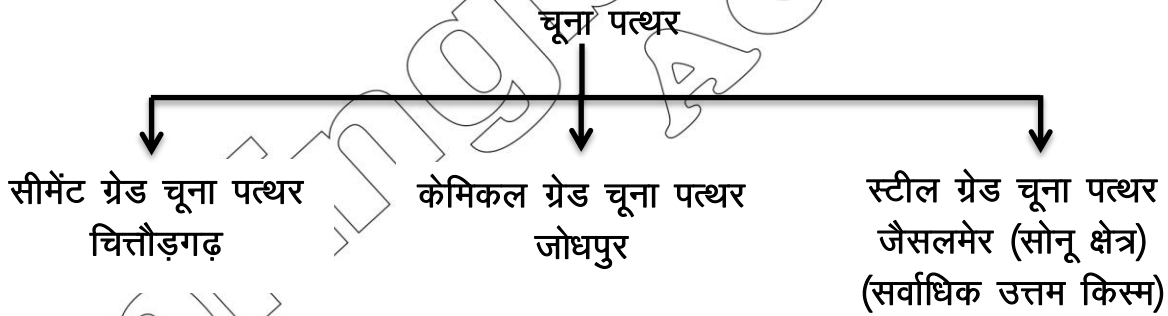 चूना पत्थर
सीमेंट ग्रेड चूना पत्थर
चित्तौड़गढ़
केमिकल ग्रेड चूना पत्थर
जोधपुर
स्टील ग्रेड चूना पत्थर
जैसलमेर (सोनू क्षेत्र)
(सर्वाधिक उत्तम किस्म)